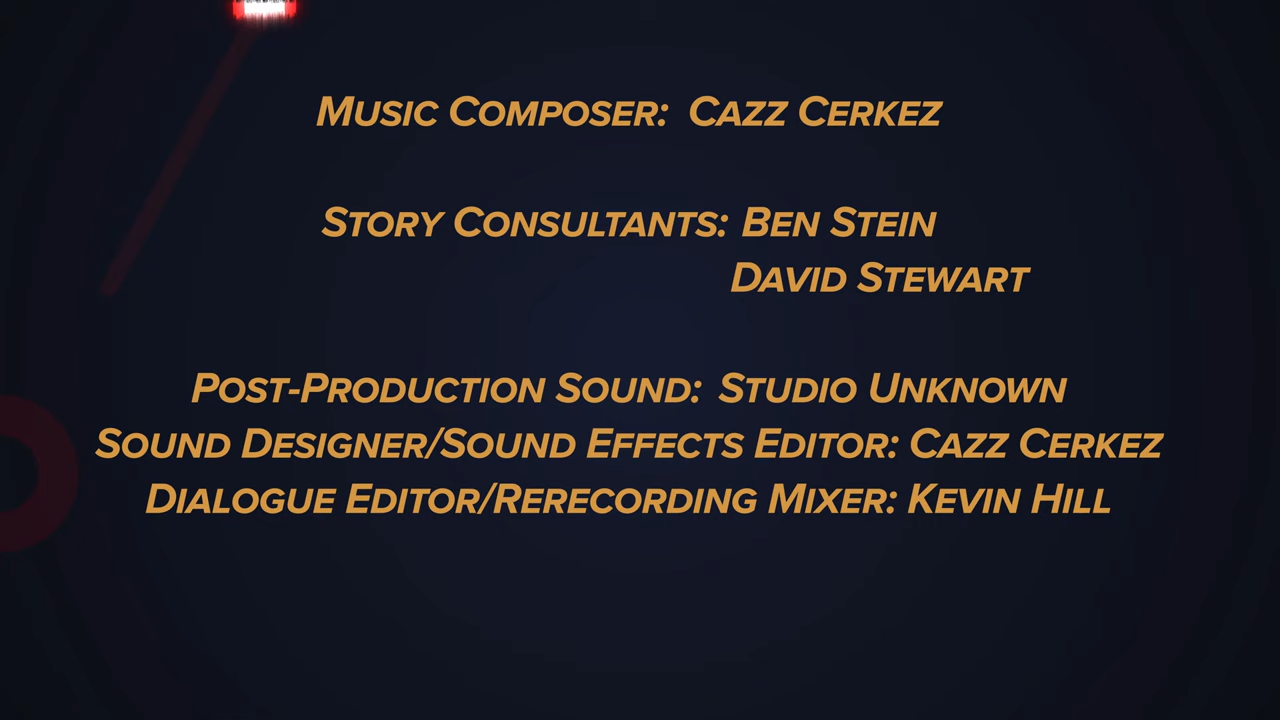 Music Composer: Cazz Cerkez
Story Consultants: Ben Stein
David Stewart
Post-Production Sound: Studio Unknown
Sound Designer/Sound Effects Editor: Cazz Cerkez
Dialogue Editor/Rerecording Mixer: Kevin Hill